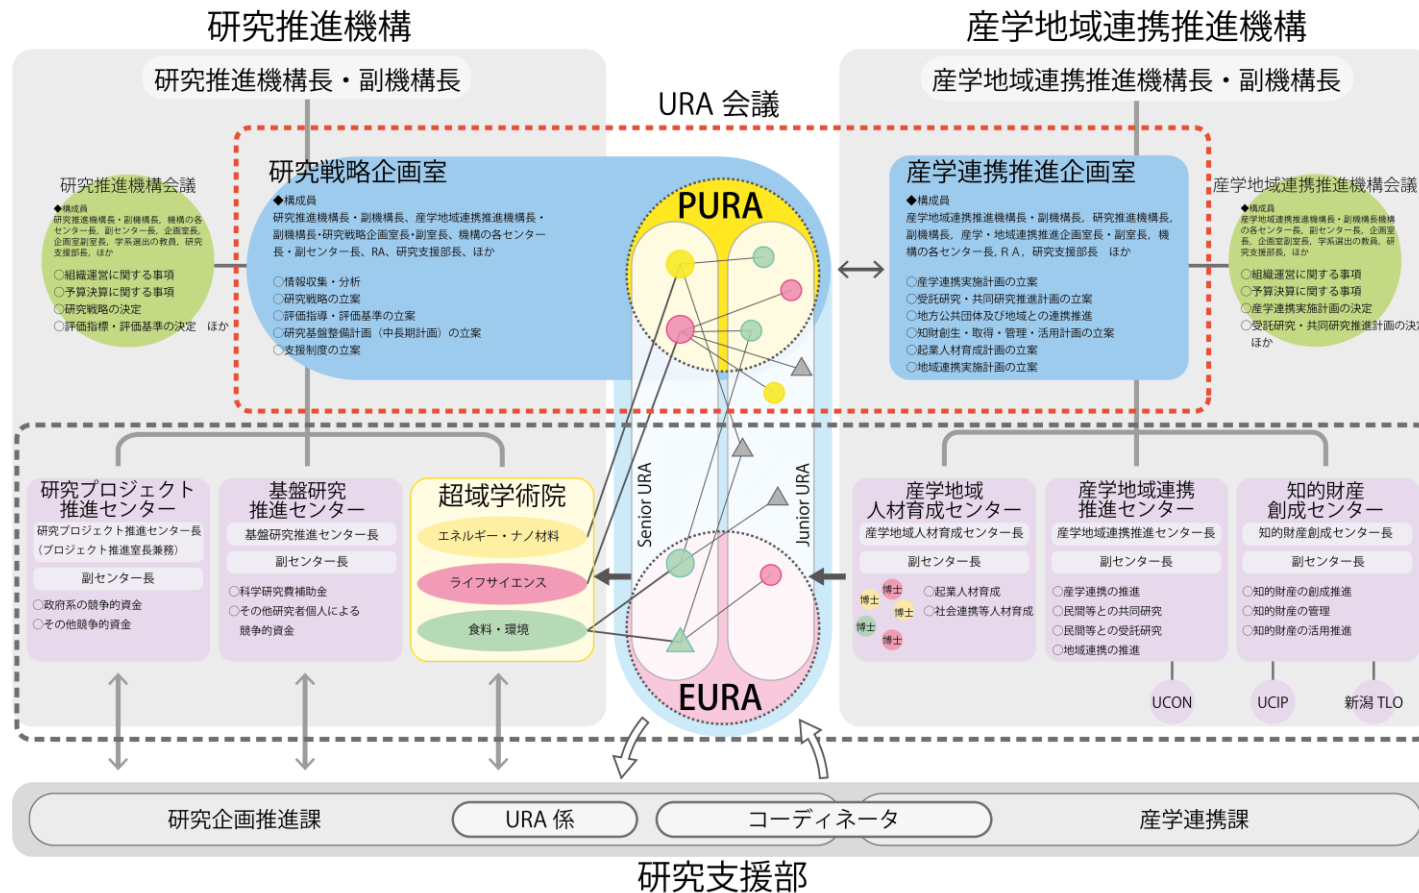 研究推進機構
産学地域連携推進機構
研究推進機構長・副機構長
産学地域連携推進機構長・副機構長
URA 会議
研究推進機構会議
◆構成員
研究推進機構長・副機構長, 機構の各
センター長, 副センター長, 企画室長,
企画副室長, 学系選出の教員, 研究
支援部長, ほか
○組織運営に関する事項
○予算決算に関する事項
○研究戦略の決定
○評価指標・評価基準の決定 ほか
研究戦略企画室
◆構成員
研究推進機構長・副機構長、産学地域連携推進機構長・
副機構長・研究戦略企画室長・副室長、機構の各センター
長・副センター長、RA、研究支援部長、ほか
○情報収集・分析
○研究戦略の立案
○評価指導・評価基準の立案
○研究基盤整備計画（中長期計画）の立案
○支援制度の立案
PURA
産学連携推進企画室
◆構成員
産学地域連携推進機構長・副機構長, 研究推進機構長,
副機構長, 産学・地域連携推進企画室長・副室長, 機
構の各センター長, R A, 研究支援部長 ほか
○産学連携実施計画の立案
○受託研究・共同研究推進計画の立案
○地方公共団体及び地域との連携推進
○知財創生・取得・管理・活用計画の立案
○起業人材育成計画の立案
○地域連携実施計画の立案
産学地域連携推進機構会議
◆構成員
産学地域連携推進機構長・副機構長機構
の各センター長, 副センター長, 企画室
長, 企画室副室長, 学系選出の教員, 研
究支援部長, ほか
○組織運営に関する事項
○予算決算に関する事項
○産学連携実施計画の決定
○受託研究・共同研究推進計画の決定
ほか
研究プロジェクト
推進センター
研究プロジェクト推進センター長
（プロジェクト推進室長兼務）
副センター長
○政府系の競争的資金
○その他競争的資金
基盤研究
推進センター
基盤研究推進センター長
副センター長
○科学研究費補助金
○その他研究者個人による
競争的資金
超域学術院
エネルギー・ナノ材料
ライフサイエンス
食料・環境
Senior URA
Junior URA
EURA
産学地域
人材育成センター
産学地域人材育成センター長
副センター長
博士
博士
博士
博士
博士
○起業人材育成
○社会連携等人材育成
産学地域連携
推進センター
産学地域連携推進センター長
副センター長
○産学連携の推進
○民間等との共同研究
○民間等との受託研究
○地域連携の推進
知的財産
創成センター
知的財産創成センター長
副センター長
○知的財産の創成推進
○知的財産の管理
○知的財産の活用推進
UCON
UCIP
新潟 TLO
研究企画推進課
URA 係
コーディネータ
産学連携課
研究支援部